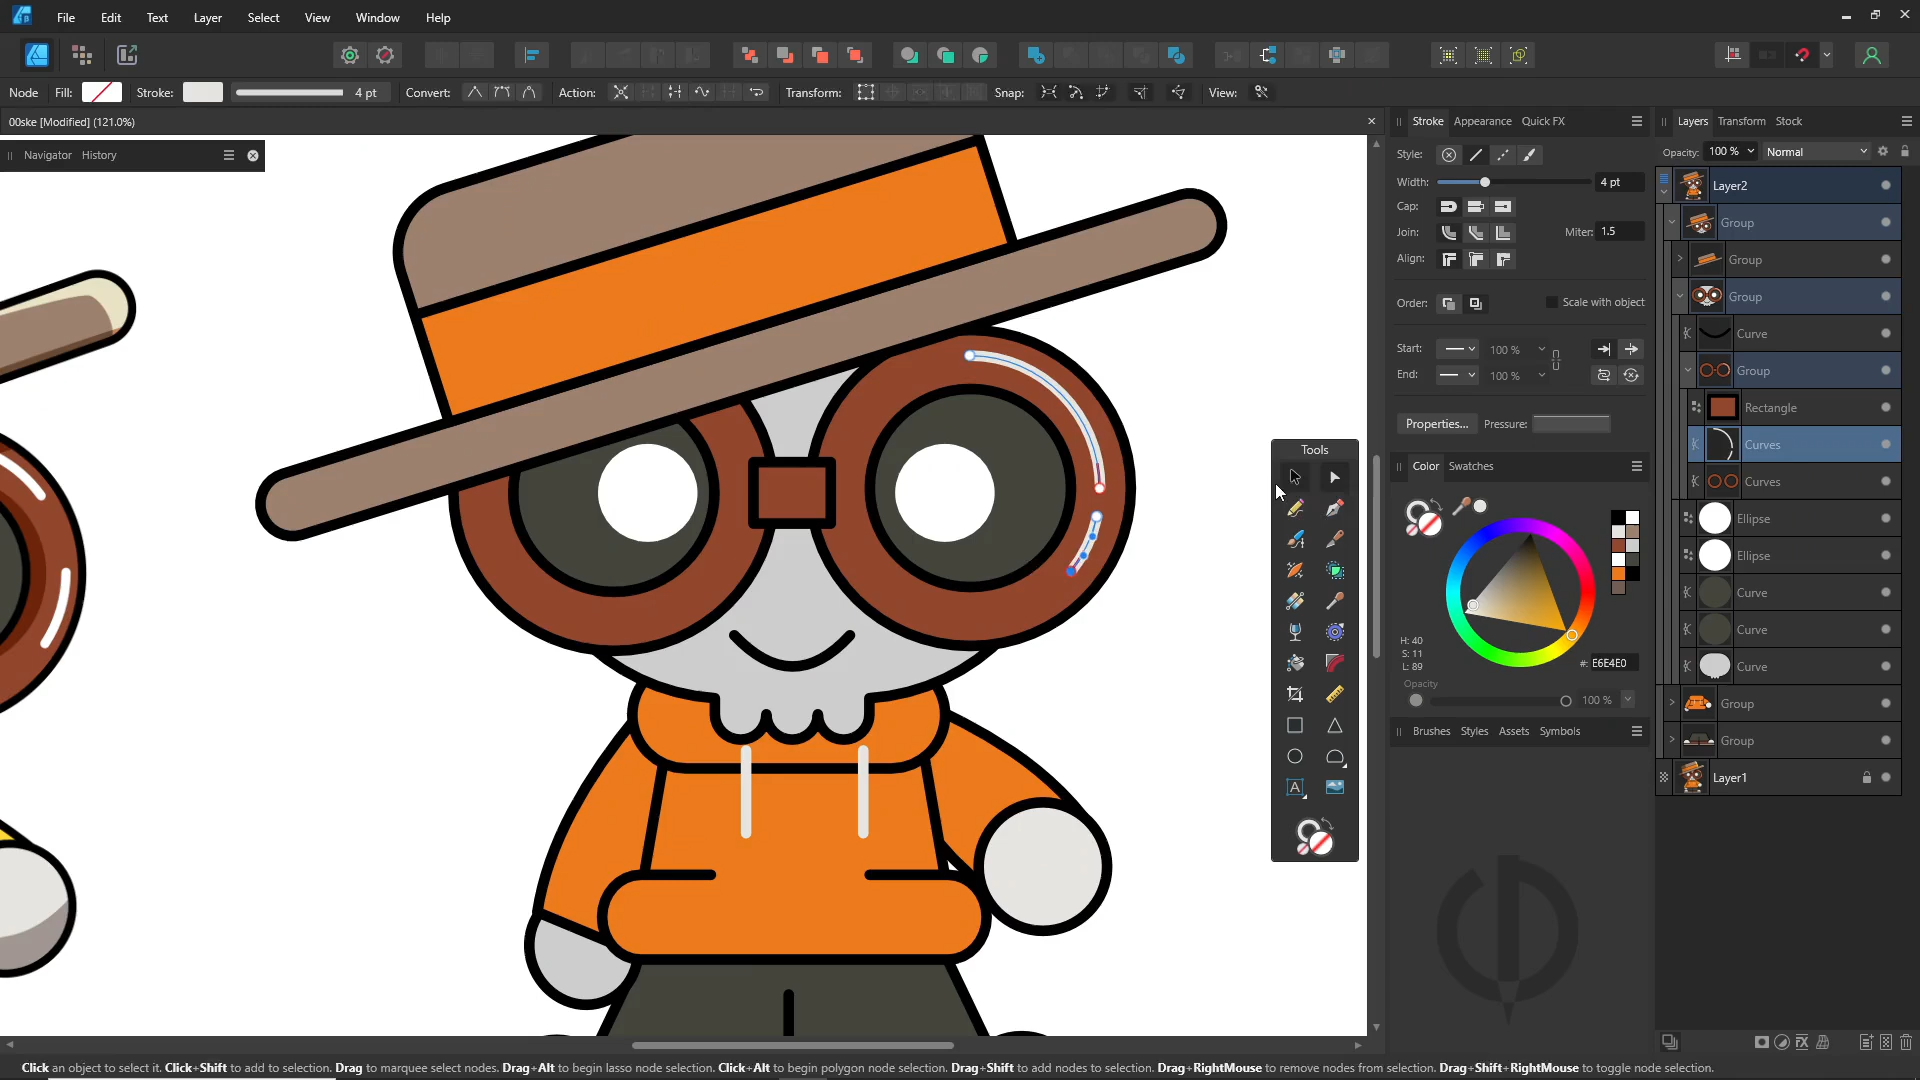 File Edit Text Layer Select View Window Help
Node Fill: Stroke: 4 pt Convert: Action: Transform: Snap: View:
00ske [Modified] (121.0%)
Navigator History
Tools
A
Stroke Appearance Quick FX
Style:
Width: 4 pt
Cap:
Join: Miter: 1.5
Align:
Order: Scale with object
Start: 100 %
End: 100 %
Properties... Pressure:
Color Swatches
H: 40
S: 11
L: 89
#: E6E4E0
Opacity
100 %
Brushes Styles Assets Symbols
Layers Transform Stock
Opacity: 100 % Normal
Layer2
Group
Group
Group
Curve
Group
Rectangle
Curves
Curves
Ellipse
Ellipse
Curve
Curve
Curve
Group
Group
Layer1
Click an object to select it. Click+Shift to add to selection. Drag to marquee select nodes. Drag+Alt to begin lasso node selection. Click+Alt to begin polygon node selection. Drag+Shift to add nodes to selection. Drag+RightMouse to remove nodes from selection. Drag+Shift+RightMouse to toggle node selection.